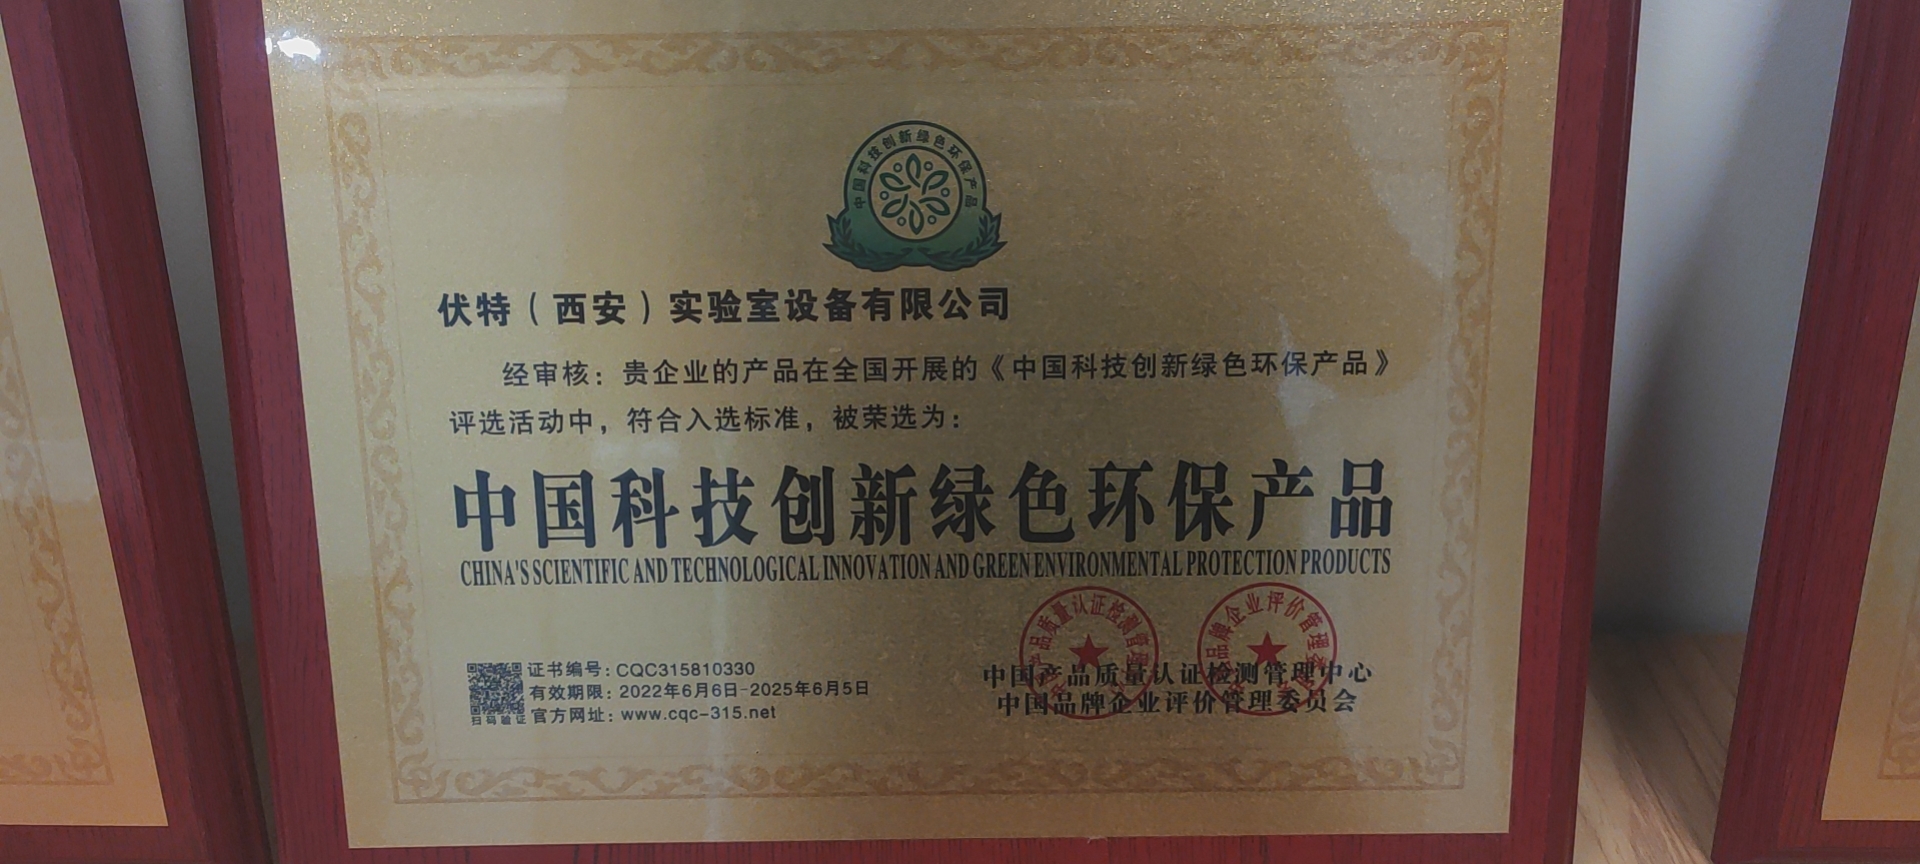 中国科技创新绿色环保产品
伏特（西安）实验室设备有限公司
经审核：贵企业的产品在全国开展的《中国科技创新绿色环保产品》
评选活动中，符合入选标准，被荣选为：
中国科技创新绿色环保产品
CHINA'S SCIENTIFIC AND TECHNOLOGICAL INNOVATION AND GREEN ENVIRONMENTAL PROTECTION PRODUCTS
证书编号：CQC315810330
有效期限：2022年6月6日-2025年6月5日
官方网址：www.cqc-315.net
扫码验证
中国产品质量认证检测管理中心
中国品牌企业评价管理委员会